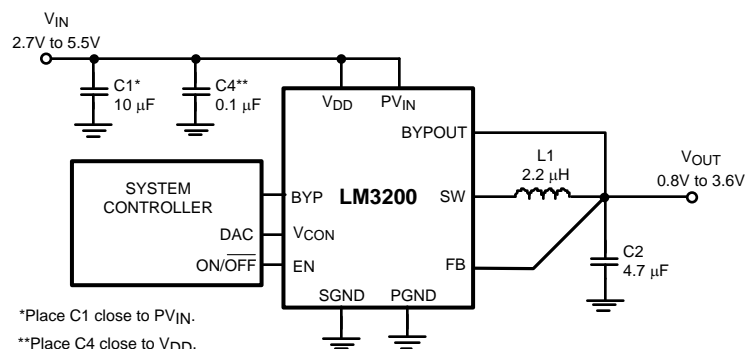 VIN
2.7V to 5.5V
C1*
10 μF
C4**
0.1 μF
VDD
PVIN
BYPOUT
L1
2.2 μH
VOUT
0.8V to 3.6V
SYSTEM
CONTROLLER
BYP
LM3200
SW
DAC
VCON
ON/OFF
EN
FB
C2
4.7 μF
SGND
PGND
*Place C1 close to PVIN.
**Place C4 close to VDD.